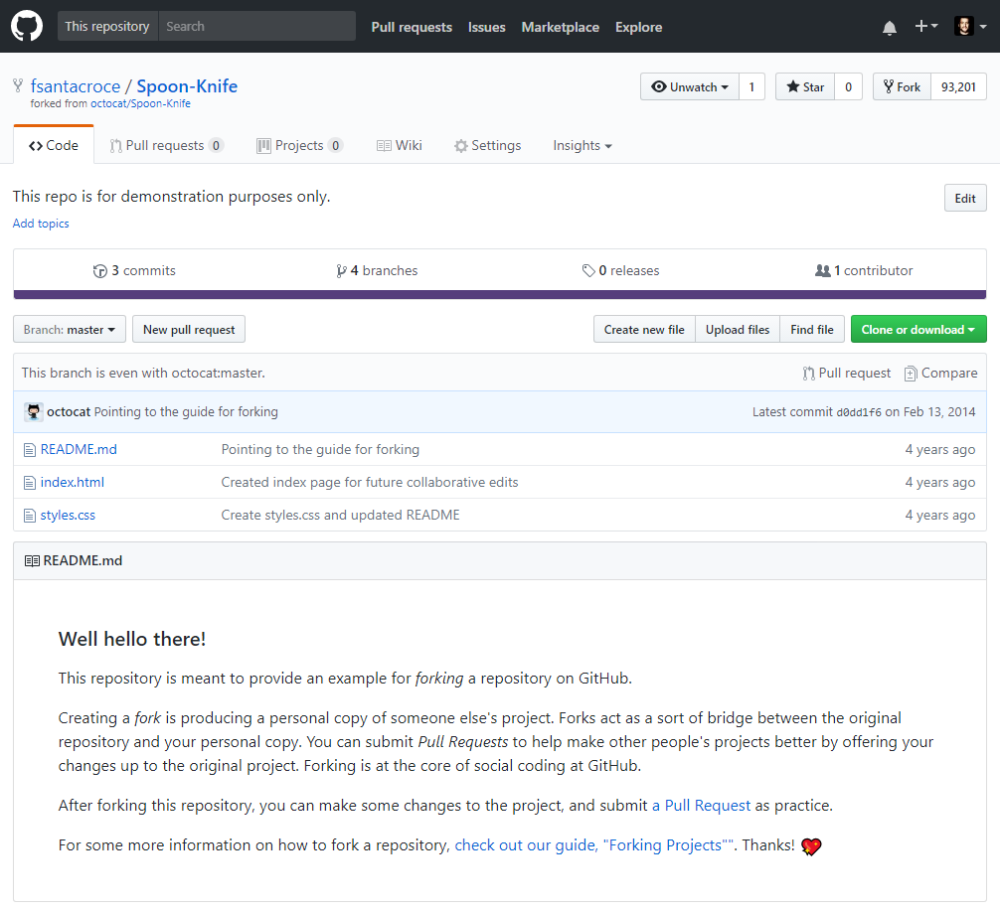 This repository Search Pull requests Issues Marketplace Explore
fsantacroce / Spoon-Knife Unwatch 1 Star 0 Fork 93,201
forked from octocat/Spoon-Knife
Code Pull requests 0 Projects 0 Wiki Settings Insights
This repo is for demonstration purposes only. Edit
Add topics
3 commits 4 branches 0 releases 1 contributor
Branch: master New pull request Create new file Upload files Find file Clone or download
This branch is even with octocat:master. Pull request Compare
octocat Pointing to the guide for forking Latest commit d0dd1f6 on Feb 13, 2014
README.md Pointing to the guide for forking 4 years ago
index.html Created index page for future collaborative edits 4 years ago
styles.css Create styles.css and updated README 4 years ago
README.md
Well hello there!
This repository is meant to provide an example for forking a repository on GitHub.
Creating a fork is producing a personal copy of someone else's project. Forks act as a sort of bridge between the original
repository and your personal copy. You can submit Pull Requests to help make other people's projects better by offering your
changes up to the original project. Forking is at the core of social coding at GitHub.
After forking this repository, you can make some changes to the project, and submit a Pull Request as practice.
For some more information on how to fork a repository, check out our guide, "Forking Projects"". Thanks! 💖